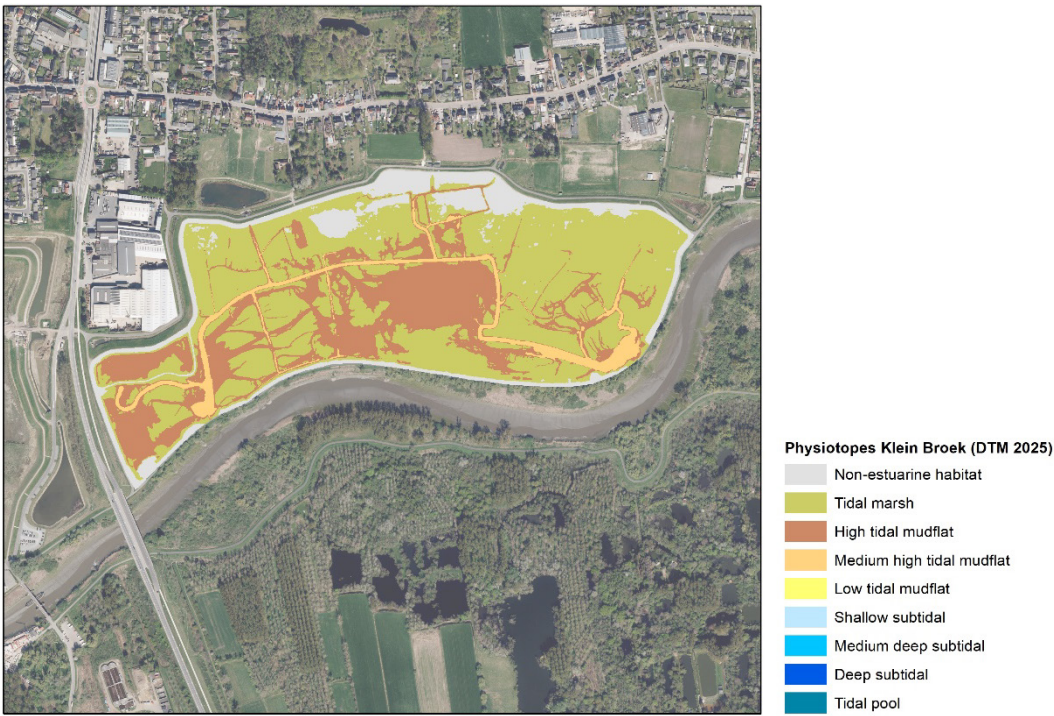 Physiotopes Klein Broek (DTM 2025)
Non-estuarine habitat
Tidal marsh
High tidal mudflat
Medium high tidal mudflat
Low tidal mudflat
Shallow subtidal
Medium deep subtidal
Deep subtidal
Tidal pool